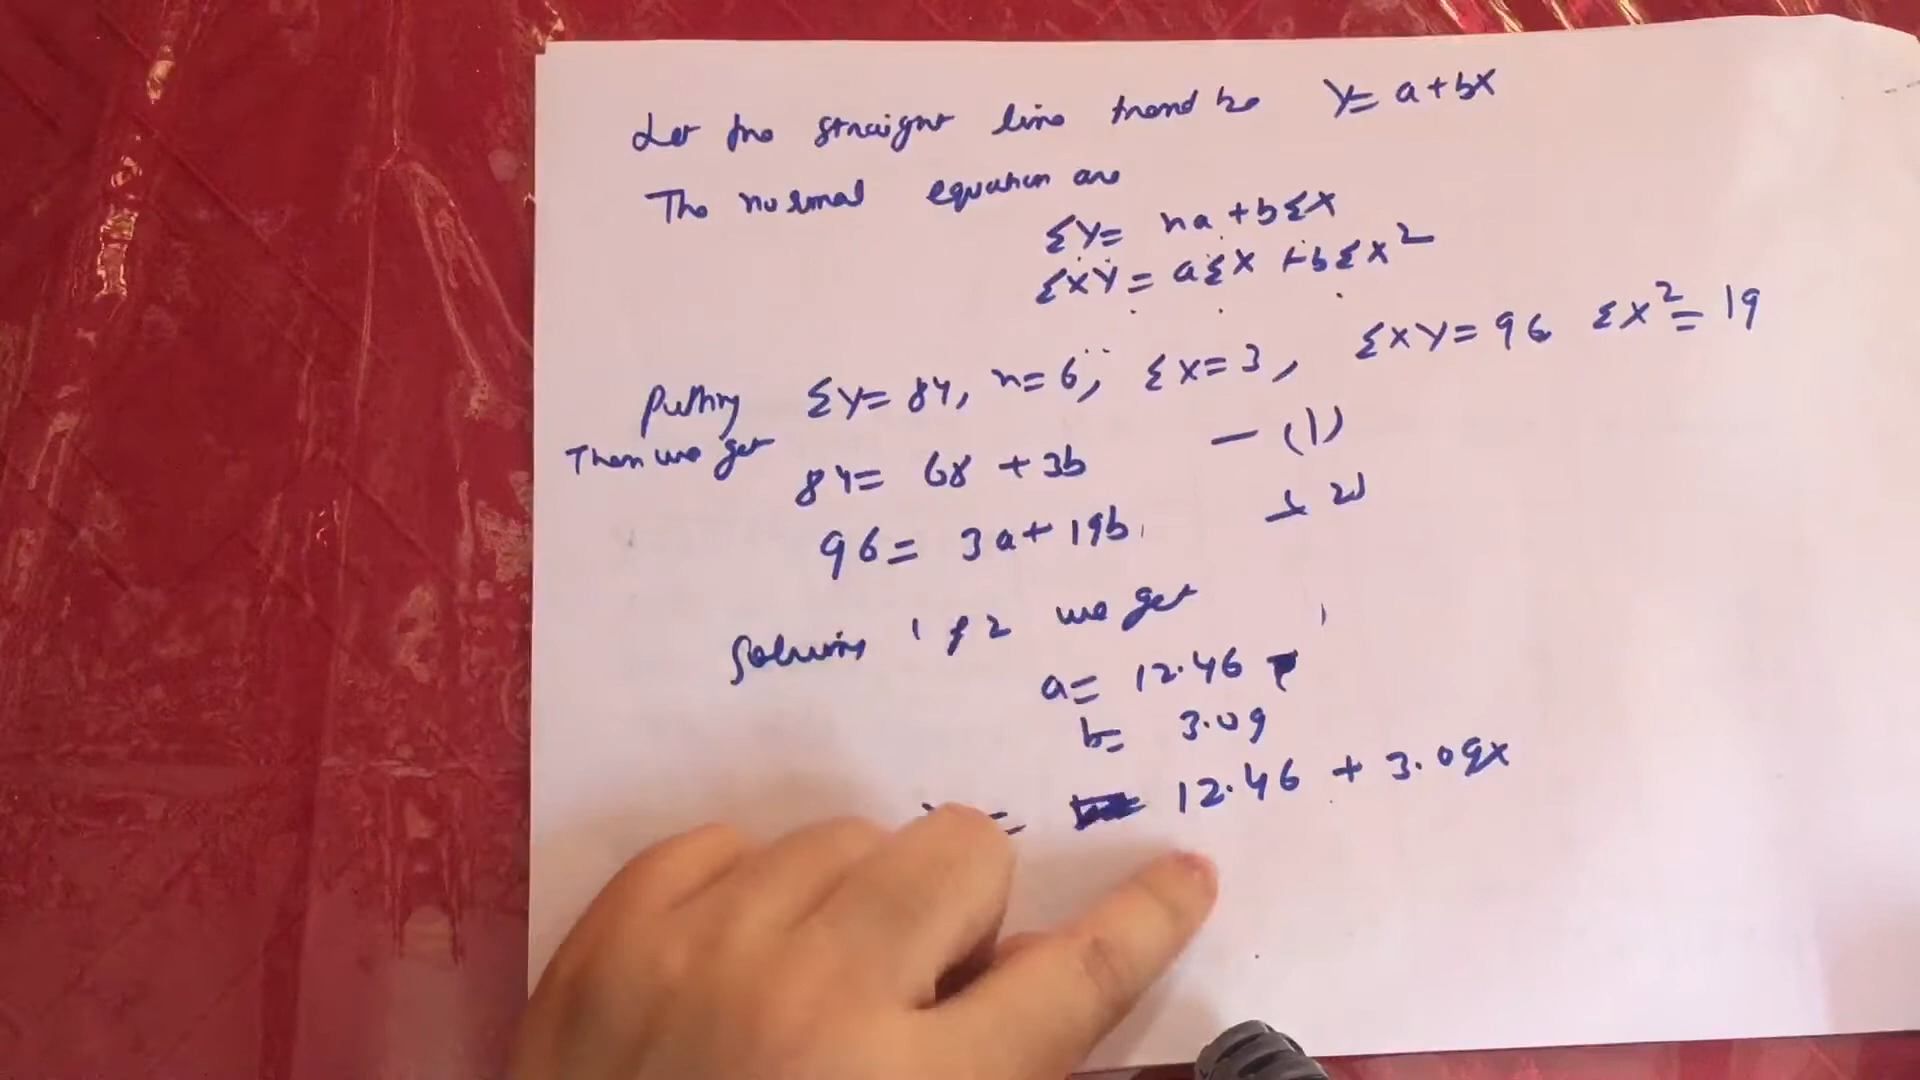 Let the straight line trend be Y = a + bX
The normal equation are
ΣY = na + bΣX
ΣXY = aΣX + bΣX²
Putting ΣY = 84, n = 6, ΣX = 3, ΣXY = 96 ΣX² = 19
Then we get
84 = 6a + 3b — (1)
96 = 3a + 19b — 2)
Solving 1 & 2 we get
a = 12.46
b = 3.09
= 12.46 + 3.09x